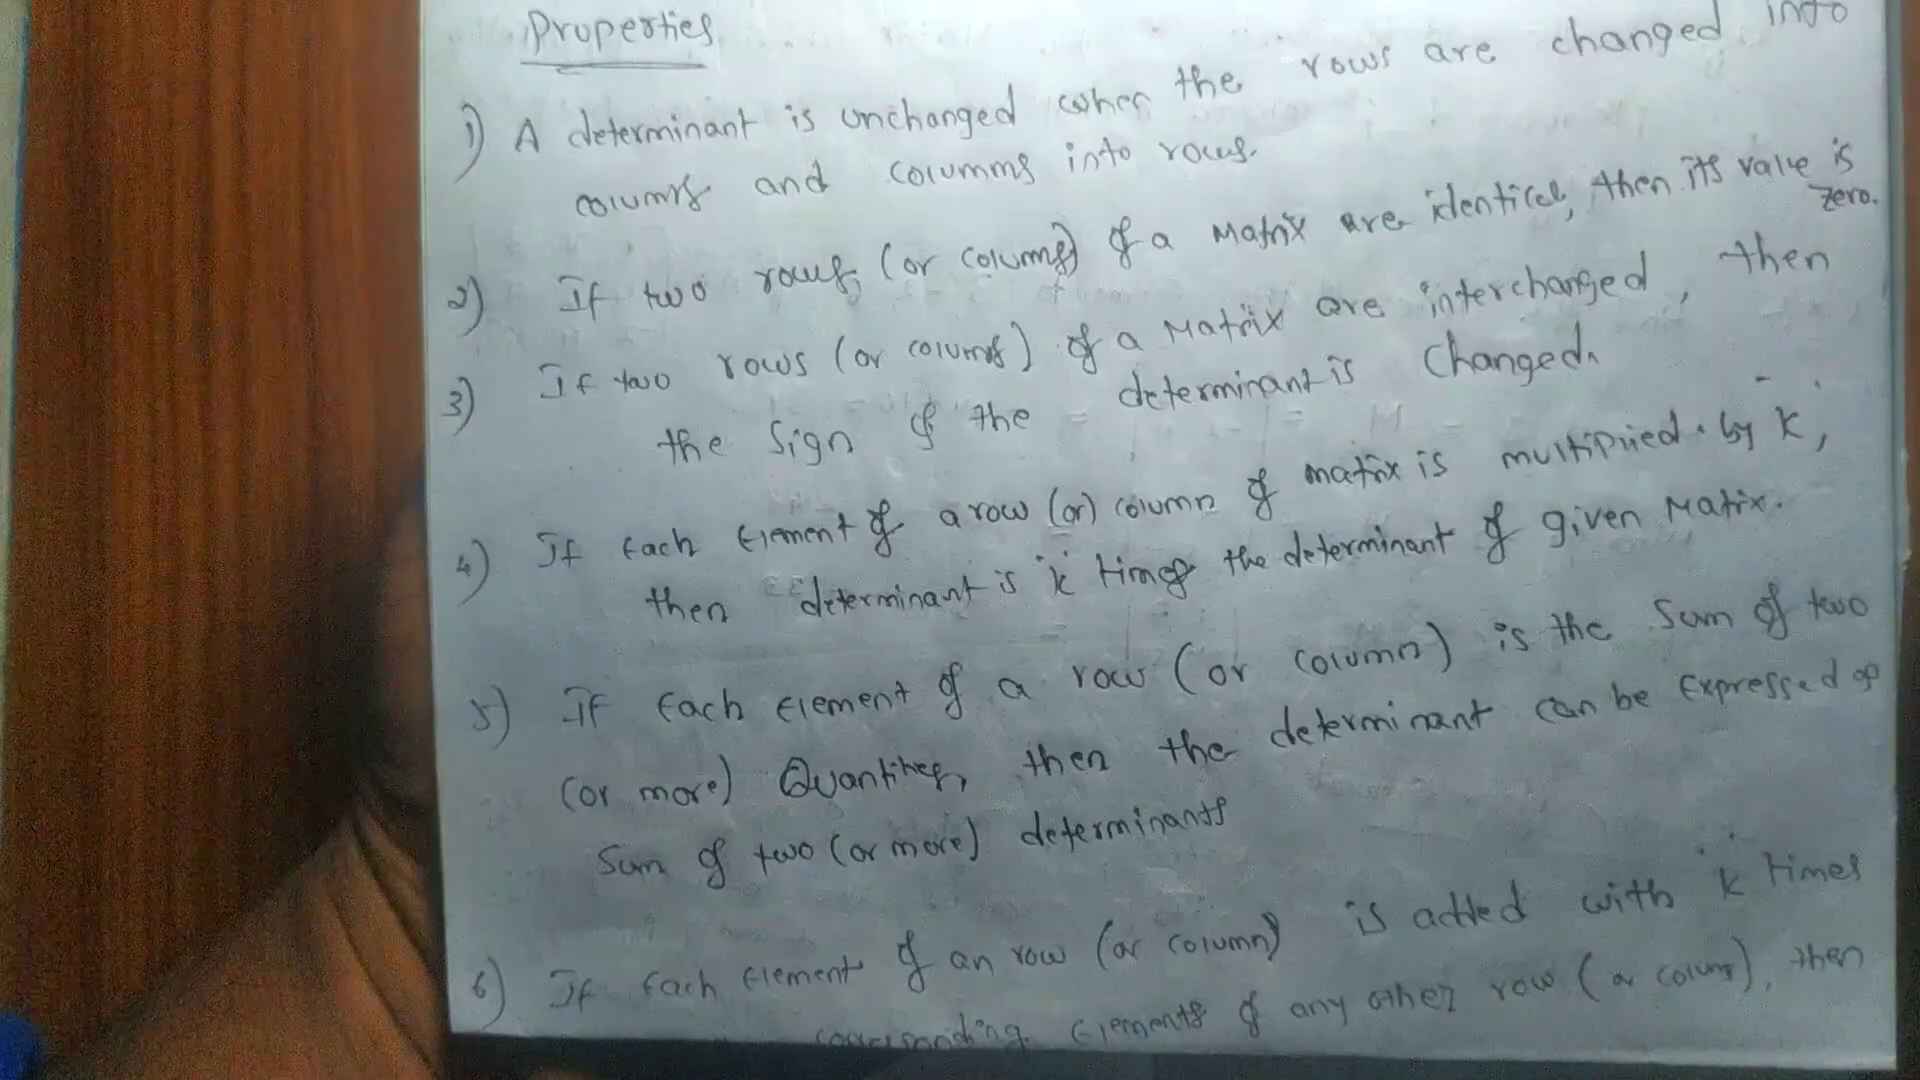 Properties
1) A determinant is unchanged when the rows are changed into
columns and columns into rows.
2) If two rows (or columns) of a Matrix are identical, then its value is
zero.
3) If two rows (or columns) of a Matrix are interchanged, then
the sign of the determinant is changed.
4) If Each Element of a row (or) column of matrix is multiplied by 'k',
then determinant is 'k' times the determinant of given Matrix.
5) If Each Element of a row (or column) is the sum of two
(or more) Quantities, then the determinant can be Expressed as
Sum of two (or more) determinants
6) If Each Element of an row (or column) is added with 'k' times
corresponding Elements of any other row (or column), then